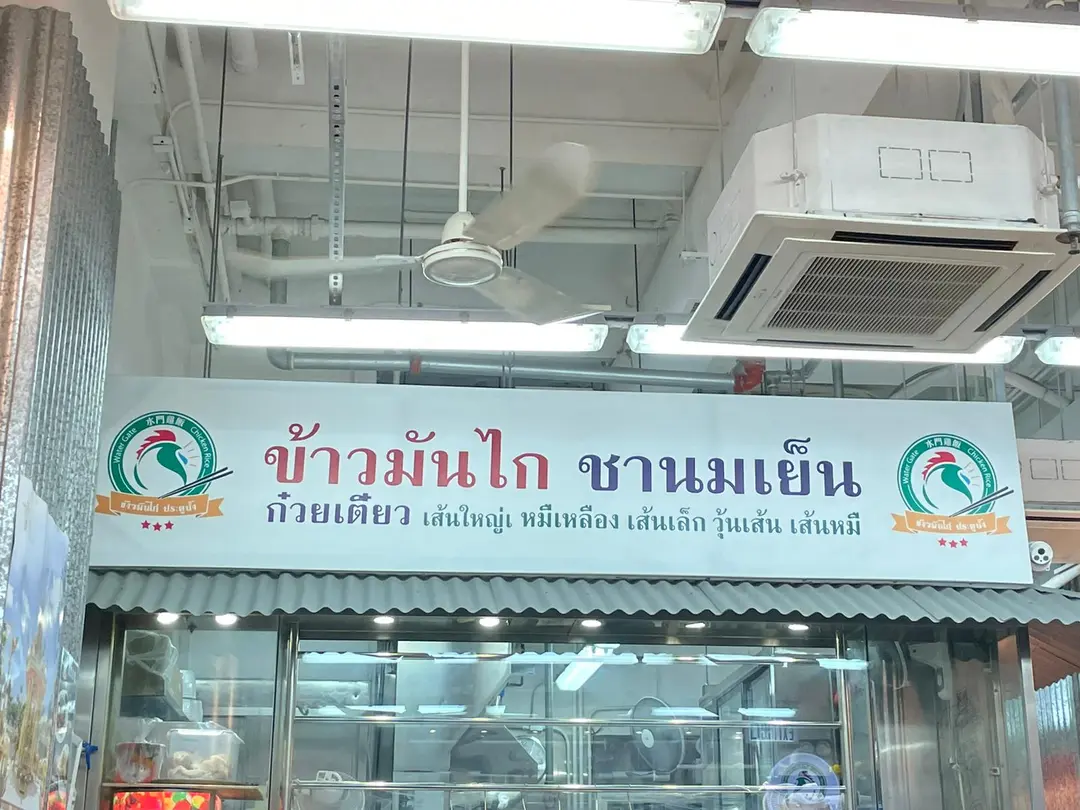 ข้าวมันไก่ ชานมเย็น
ก๋วยเตี๋ยว เส้นใหญ่เ หมี่เหลือง เส้นเล็ก วุ้นเส้น เส้นหมี่
水門雞飯
Water Gate Chicken Rice
ข้าวมันไก่ ประตูน้ำ
水門雞飯
Water Gate Chicken Rice
ข้าวมันไก่ ประตูน้ำ